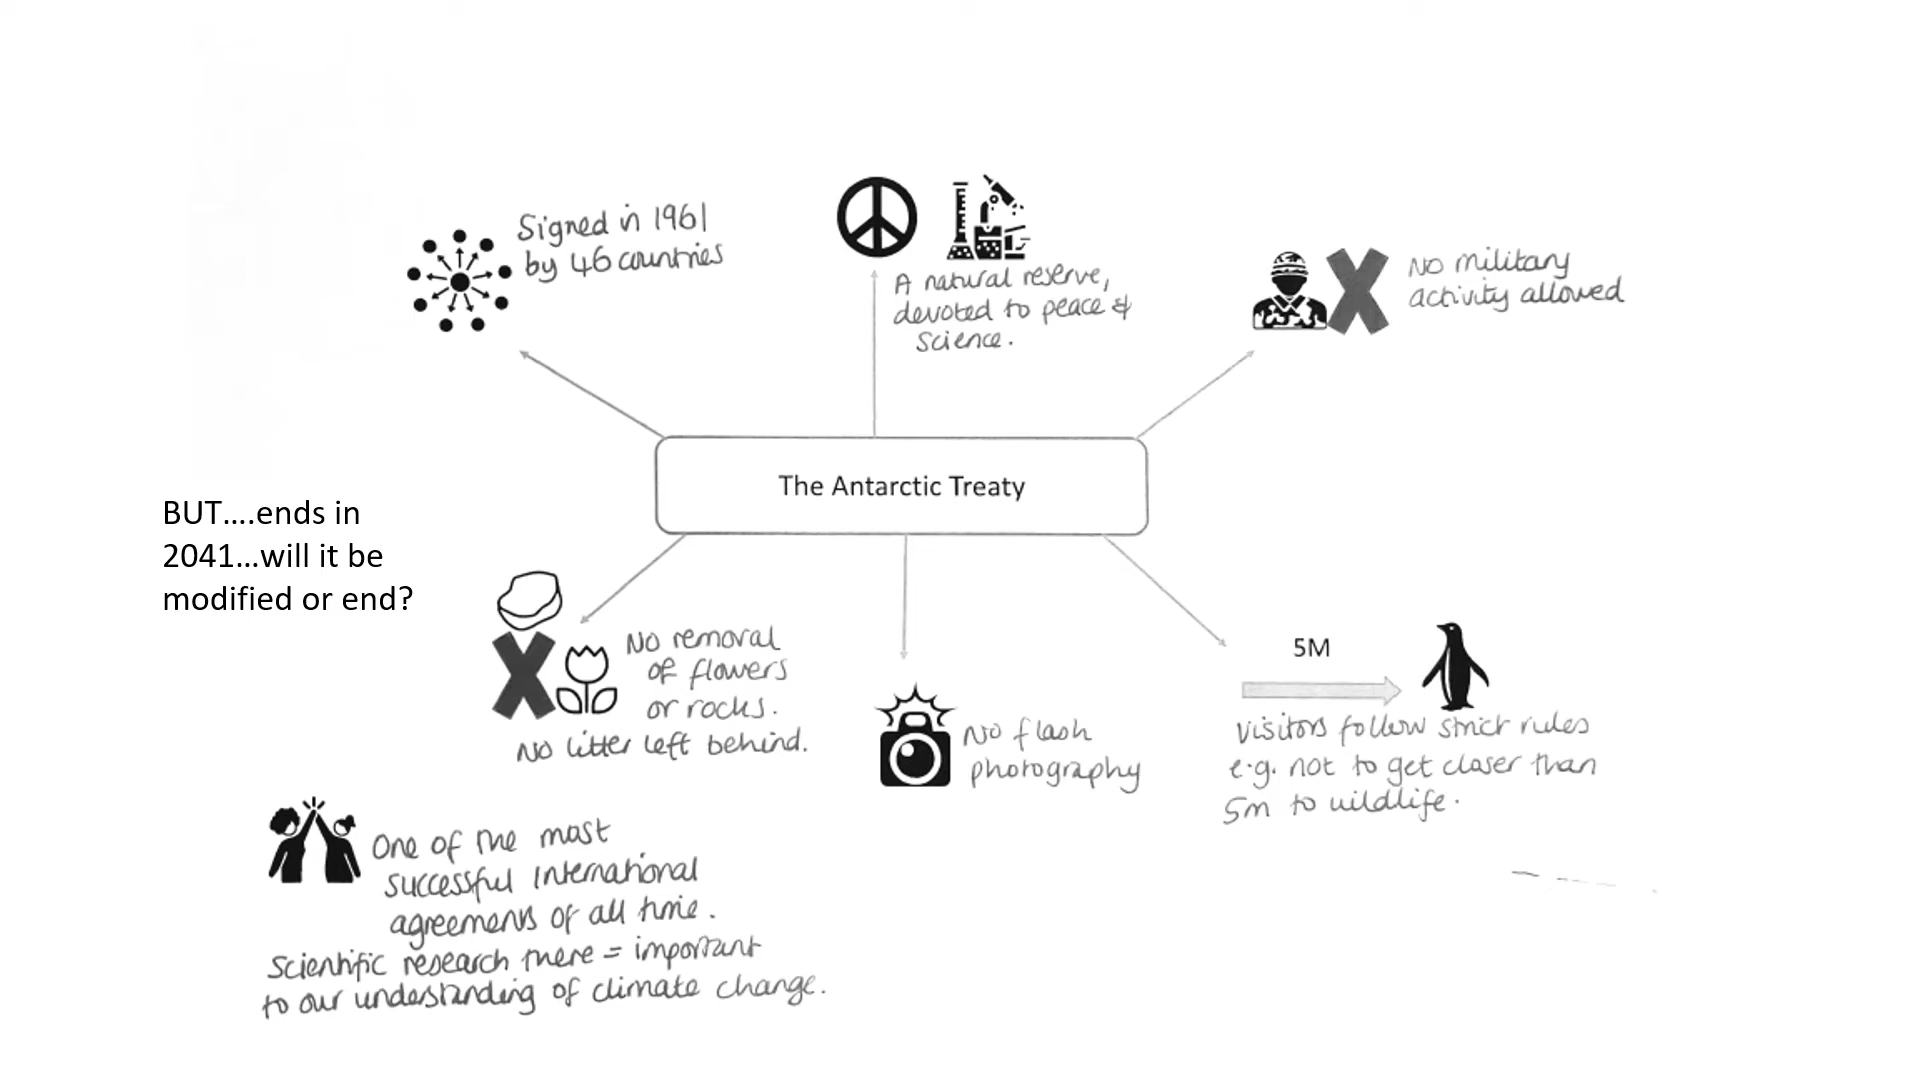 Signed in 1961
by 46 countries
A natural reserve,
devoted to peace &
science.
No military
activity allowed
The Antarctic Treaty
BUT....ends in
2041...will it be
modified or end?
No removal
of flowers
or rocks.
No litter left behind.
No flash
photography
5M
Visitors follow strict rules
e.g. not to get closer than
5m to wildlife.
One of the most
successful International
agreements of all time.
Scientific research there = important
to our understanding of climate change.